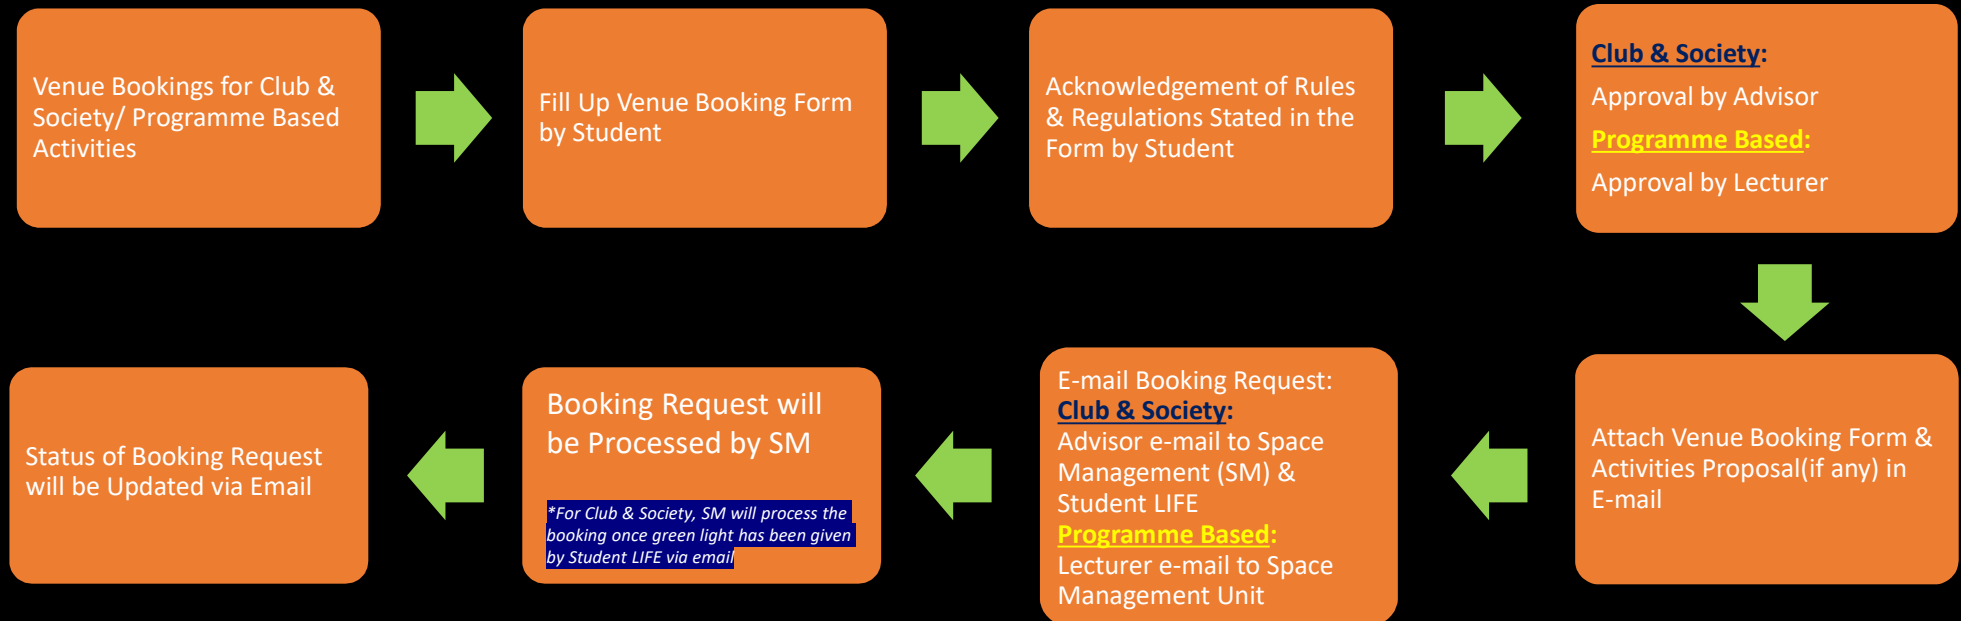 Venue Bookings for Club &
Society/ Programme Based
Activities
Fill Up Venue Booking Form
by Student
Acknowledgement of Rules
& Regulations Stated in the
Form by Student
Club & Society:
Approval by Advisor
Programme Based:
Approval by Lecturer
Attach Venue Booking Form &
Activities Proposal(if any) in
E-mail
E-mail Booking Request:
Club & Society:
Advisor e-mail to Space
Management (SM) &
Student LIFE
Programme Based:
Lecturer e-mail to Space
Management Unit
Booking Request will
be Processed by SM
*For Club & Society, SM will process the
booking once green light has been given
by Student LIFE via email
Status of Booking Request
will be Updated via Email